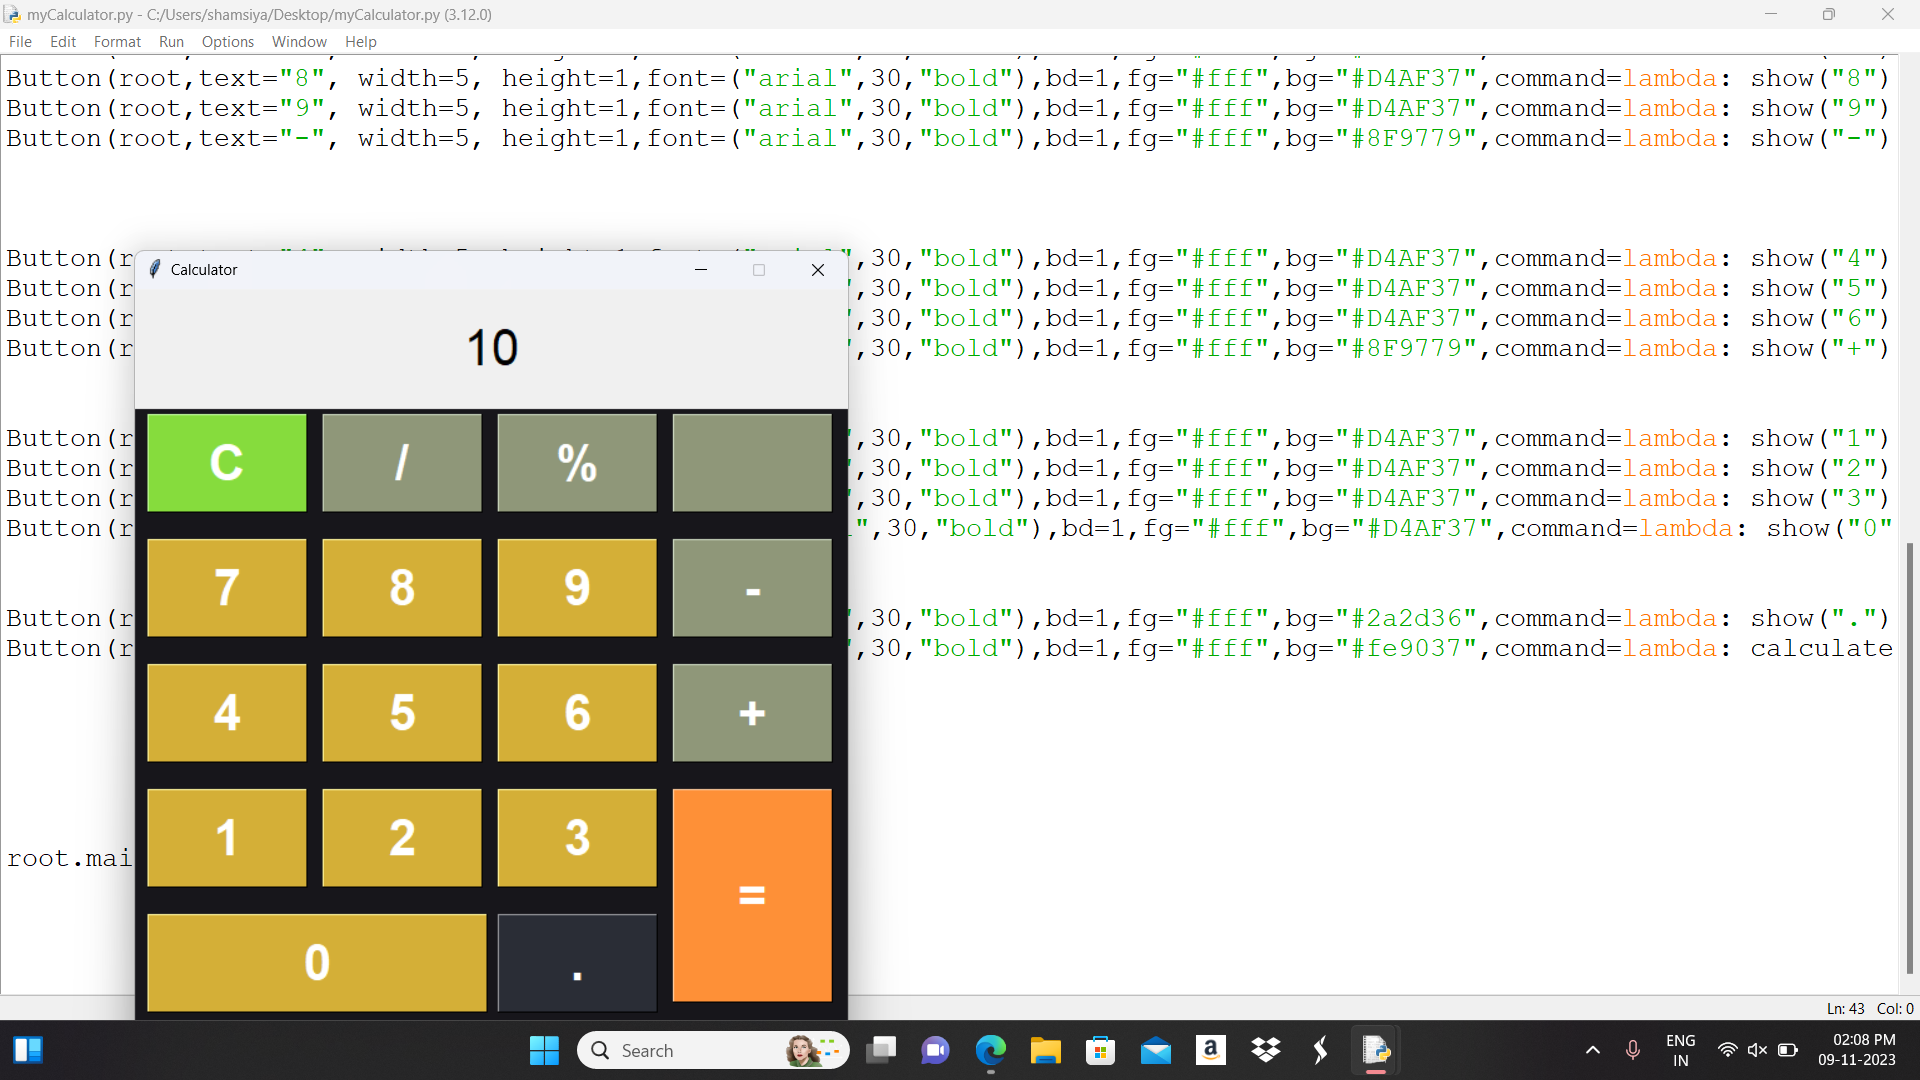 myCalculator.py - C:/Users/shamsiya/Desktop/myCalculator.py (3.12.0)
File Edit Format Run Options Window Help
Button(root,text="8", width=5, height=1,font=("arial",30,"bold"),bd=1,fg="#fff",bg="#D4AF37",command=lambda: show("8")
Button(root,text="9", width=5, height=1,font=("arial",30,"bold"),bd=1,fg="#fff",bg="#D4AF37",command=lambda: show("9")
Button(root,text="-", width=5, height=1,font=("arial",30,"bold"),bd=1,fg="#fff",bg="#8F9779",command=lambda: show("-")
Button(r ,30,"bold"),bd=1,fg="#fff",bg="#D4AF37",command=lambda: show("4")
Button(r ,30,"bold"),bd=1,fg="#fff",bg="#D4AF37",command=lambda: show("5")
Button(r ,30,"bold"),bd=1,fg="#fff",bg="#D4AF37",command=lambda: show("6")
Button(r ,30,"bold"),bd=1,fg="#fff",bg="#8F9779",command=lambda: show("+")
Button(r ,30,"bold"),bd=1,fg="#fff",bg="#D4AF37",command=lambda: show("1")
Button(r ,30,"bold"),bd=1,fg="#fff",bg="#D4AF37",command=lambda: show("2")
Button(r ,30,"bold"),bd=1,fg="#fff",bg="#D4AF37",command=lambda: show("3")
Button(r ",30,"bold"),bd=1,fg="#fff",bg="#D4AF37",command=lambda: show("0"
Button(r ,30,"bold"),bd=1,fg="#fff",bg="#2a2d36",command=lambda: show(".")
Button(r ,30,"bold"),bd=1,fg="#fff",bg="#fe9037",command=lambda: calculate
root.mai
Calculator
10
C / %
7 8 9 -
4 5 6 +
1 2 3
=
0 .
Ln: 43 Col: 0
Search
ENG
IN
02:08 PM
09-11-2023